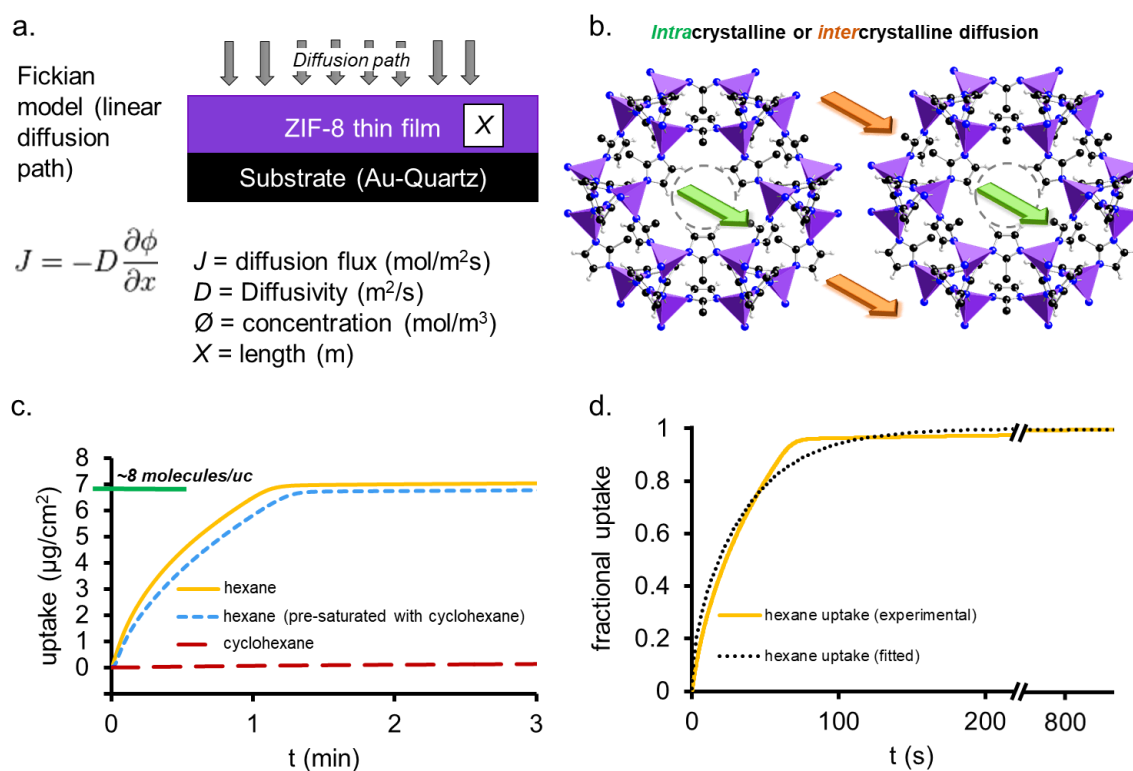 a.
Fickian
model (linear
diffusion
path)
Diffusion path
ZIF-8 thin film
X
Substrate (Au-Quartz)
J = −D ∂ϕ/∂x
J = diffusion flux (mol/m²s)
D = Diffusivity (m²/s)
Ø = concentration (mol/m³)
X = length (m)
b.
Intracrystalline or intercrystalline diffusion
c.
uptake (µg/cm²)
8
7
6
5
4
3
2
1
0
~8 molecules/uc
hexane
hexane (pre-saturated with cyclohexane)
cyclohexane
0 1 2 3
t (min)
d.
fractional uptake
1
0.8
0.6
0.4
0.2
0
hexane uptake (experimental)
hexane uptake (fitted)
0 100 200 800
t (s)